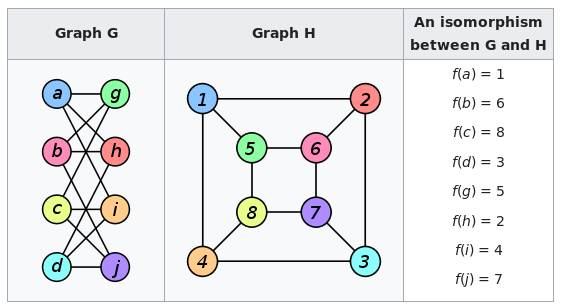 Graph G
Graph H
An isomorphism
between G and H
a
g
b
h
c
i
d
j
1
2
5
6
8
7
4
3
f(a) = 1
f(b) = 6
f(c) = 8
f(d) = 3
f(g) = 5
f(h) = 2
f(i) = 4
f(j) = 7